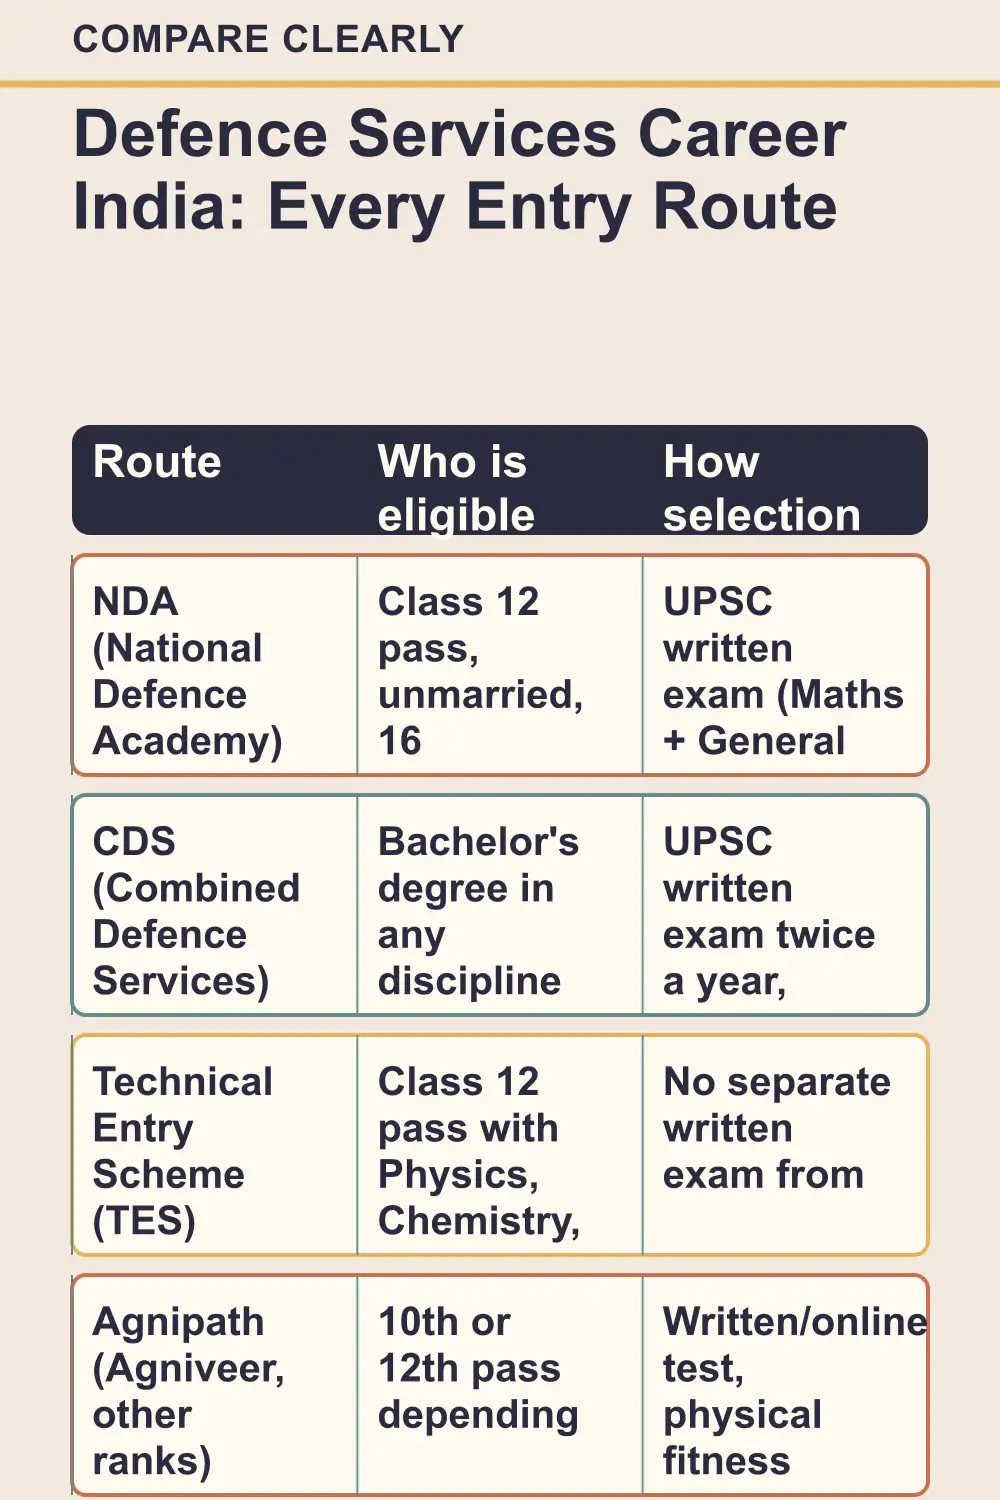 COMPARE CLEARLY
Defence Services Career
India: Every Entry Route
Route
Who is
eligible
How
selection
NDA
(National
Defence
Academy)
Class 12
pass,
unmarried,
16
UPSC
written
exam (Maths
+ General
CDS
(Combined
Defence
Services)
Bachelor's
degree in
any
discipline
UPSC
written
exam twice
a year,
Technical
Entry
Scheme
(TES)
Class 12
pass with
Physics,
Chemistry,
No separate
written
exam from
Agnipath
(Agniveer,
other
ranks)
10th or
12th pass
depending
Written/online
test,
physical
fitness